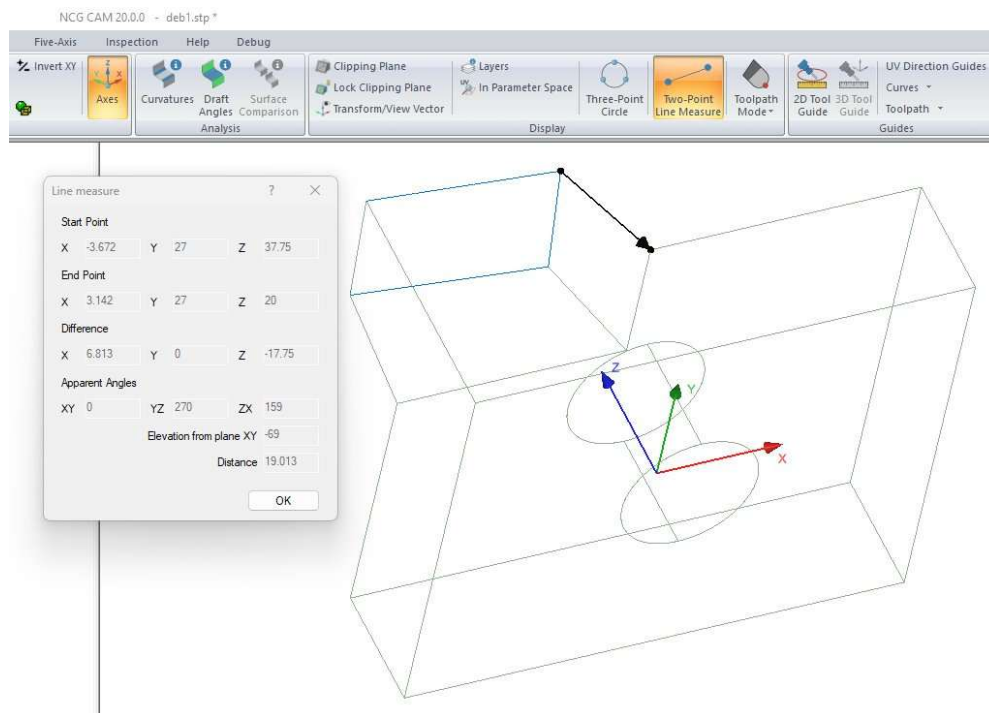 NCG CAM 20.0.0 - deb1.stp *
Five-Axis Inspection Help Debug
Invert XY
Axes
Curvatures
Draft Angles
Surface Comparison
Analysis
Clipping Plane
Lock Clipping Plane
Transform/View Vector
Layers
UV In Parameter Space
Three-Point Circle
Two-Point Line Measure
Toolpath Mode
Display
2D Tool Guide
3D Tool Guide
UV Direction Guides
Curves
Toolpath
Guides
Line measure ? ×
Start Point
X -3.672 Y 27 Z 37.75
End Point
X 3.142 Y 27 Z 20
Difference
X 6.813 Y 0 Z -17.75
Apparent Angles
XY 0 YZ 270 ZX 159
Elevation from plane XY -69
Distance 19.013
OK
Z
Y
X